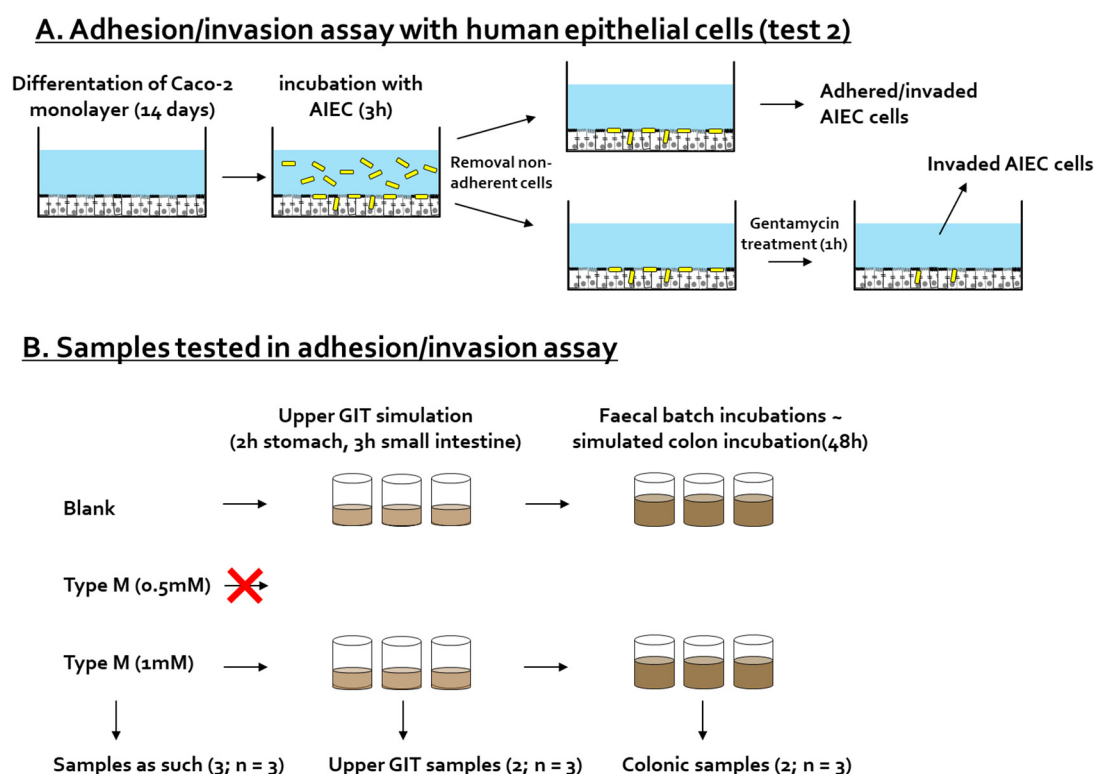 A. Adhesion/invasion assay with human epithelial cells (test 2)
Differentation of Caco-2
monolayer (14 days)
incubation with
AIEC (3h)
Removal non-
adherent cells
Adhered/invaded
AIEC cells
Invaded AIEC cells
Gentamycin
treatment (1h)
B. Samples tested in adhesion/invasion assay
Upper GIT simulation
(2h stomach, 3h small intestine)
Faecal batch incubations ~
simulated colon incubation(48h)
Blank
Type M (0.5mM)
Type M (1mM)
Samples as such (3; n = 3)
Upper GIT samples (2; n = 3)
Colonic samples (2; n = 3)